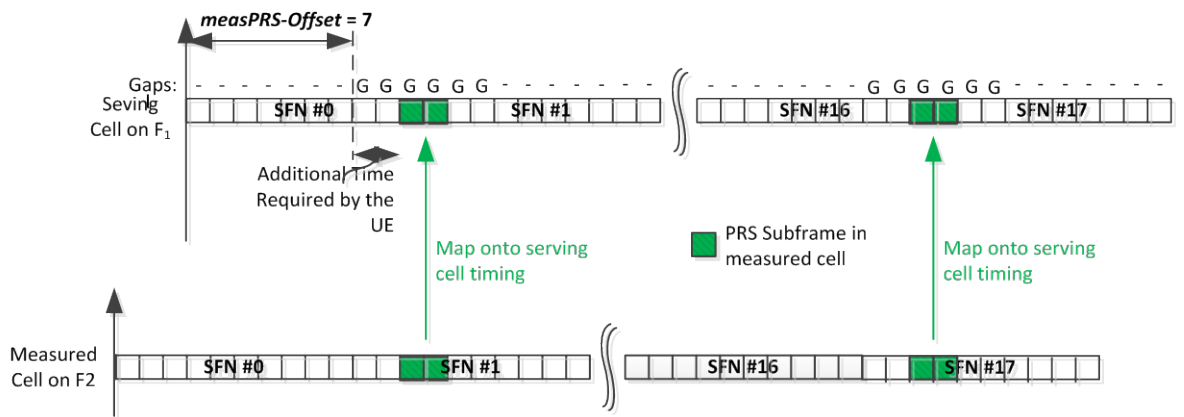 measPRS-Offset = 7
Gaps: - - - - - - - G G G G G G - - - - - - - - - - - - - - G G G G G G - - - - - - -
Seving
Cell on F1
SFN #0
SFN #1
SFN #16
SFN #17
Additional Time
Required by the
UE
Map onto serving
cell timing
PRS Subframe in
measured cell
Map onto serving
cell timing
Measured
Cell on F2
SFN #0
SFN #1
SFN #16
SFN #17